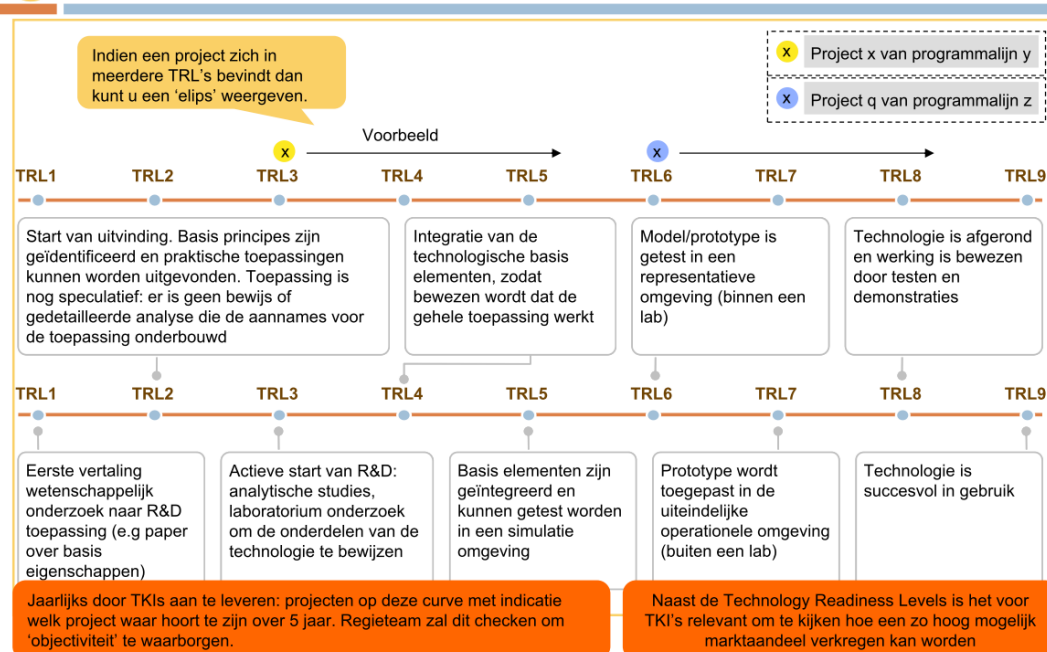 Indien een project zich in
meerdere TRL's bevindt dan
kunt u een ‘elips’ weergeven.
x Project x van programmalijn y
x Project q van programmalijn z
Voorbeeld
x
x
TRL1 TRL2 TRL3 TRL4 TRL5 TRL6 TRL7 TRL8 TRL9
Start van uitvinding. Basis principes zijn
geïdentificeerd en praktische toepassingen
kunnen worden uitgevonden. Toepassing is
nog speculatief: er is geen bewijs of
gedetailleerde analyse die de aannames voor
de toepassing onderbouwd
Integratie van de
technologische basis
elementen, zodat
bewezen wordt dat de
gehele toepassing werkt
Model/prototype is
getest in een
representatieve
omgeving (binnen een
lab)
Technologie is afgerond
en werking is bewezen
door testen en
demonstraties
TRL1 TRL2 TRL3 TRL4 TRL5 TRL6 TRL7 TRL8 TRL9
Eerste vertaling
wetenschappelijk
onderzoek naar R&D
toepassing (e.g paper
over basis
eigenschappen)
Actieve start van R&D:
analytische studies,
laboratorium onderzoek
om de onderdelen van de
technologie te bewijzen
Basis elementen zijn
geïntegreerd en
kunnen getest worden
in een simulatie
omgeving
Prototype wordt
toegepast in de
uiteindelijke
operationele omgeving
(buiten een lab)
Technologie is
succesvol in gebruik
Jaarlijks door TKIs aan te leveren: projecten op deze curve met indicatie
welk project waar hoort te zijn over 5 jaar. Regieteam zal dit checken om
‘objectiviteit’ te waarborgen.
Naast de Technology Readiness Levels is het voor
TKI's relevant om te kijken hoe een zo hoog mogelijk
marktaandeel verkregen kan worden